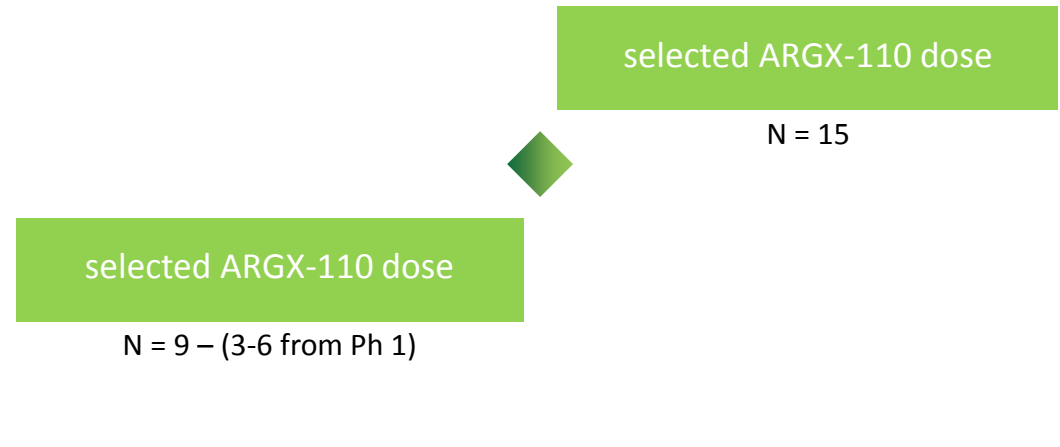 selected ARGX-110 dose
N = 15
selected ARGX-110 dose
N = 9 – (3-6 from Ph 1)